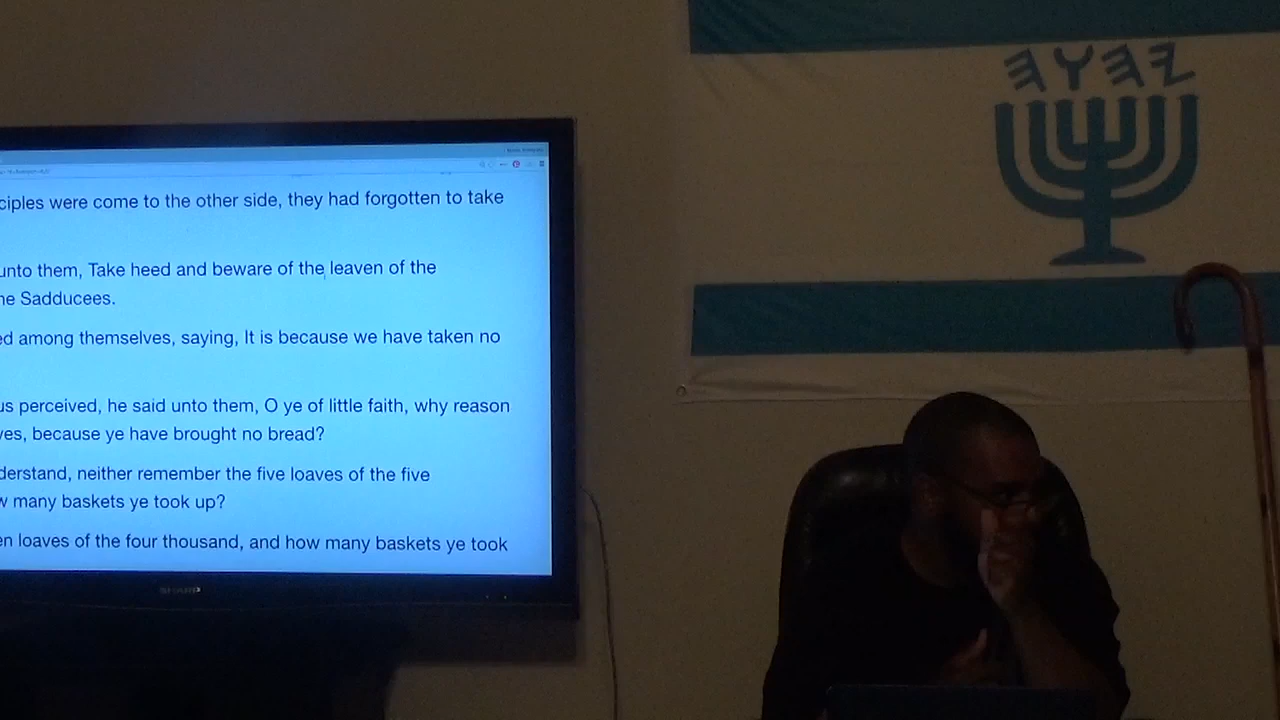 ciples were come to the other side, they had forgotten to take
unto them, Take heed and beware of the leaven of the
he Sadducees.
ed among themselves, saying, It is because we have taken no
us perceived, he said unto them, O ye of little faith, why reason
ves, because ye have brought no bread?
derstand, neither remember the five loaves of the five
w many baskets ye took up?
en loaves of the four thousand, and how many baskets ye took
SHARP
𐤉𐤄𐤅𐤄